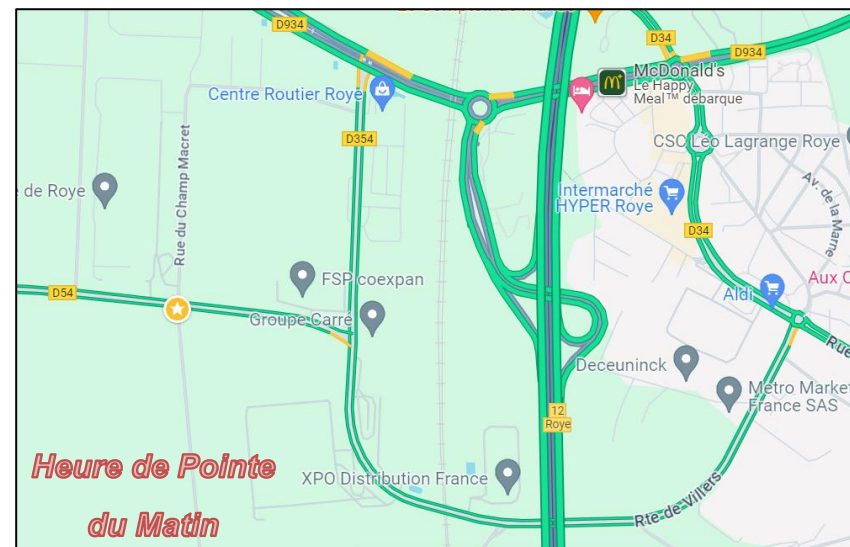 D934
D34
D934
McDonald's
Le Happy
Meal™ débarque
Centre Routier Roye
D354
CSC Léo Lagrange Roye
Rue du Champ Macret
de Roye
Intermarché
HYPER Roye
Av. de la Marne
D34
FSP coexpan
D54
Aldi
Aux C
Groupe Carré
Rue
Deceuninck
Metro Market
France SAS
12
Roye
Heure de Pointe
du Matin
XPO Distribution France
Rte de Villers